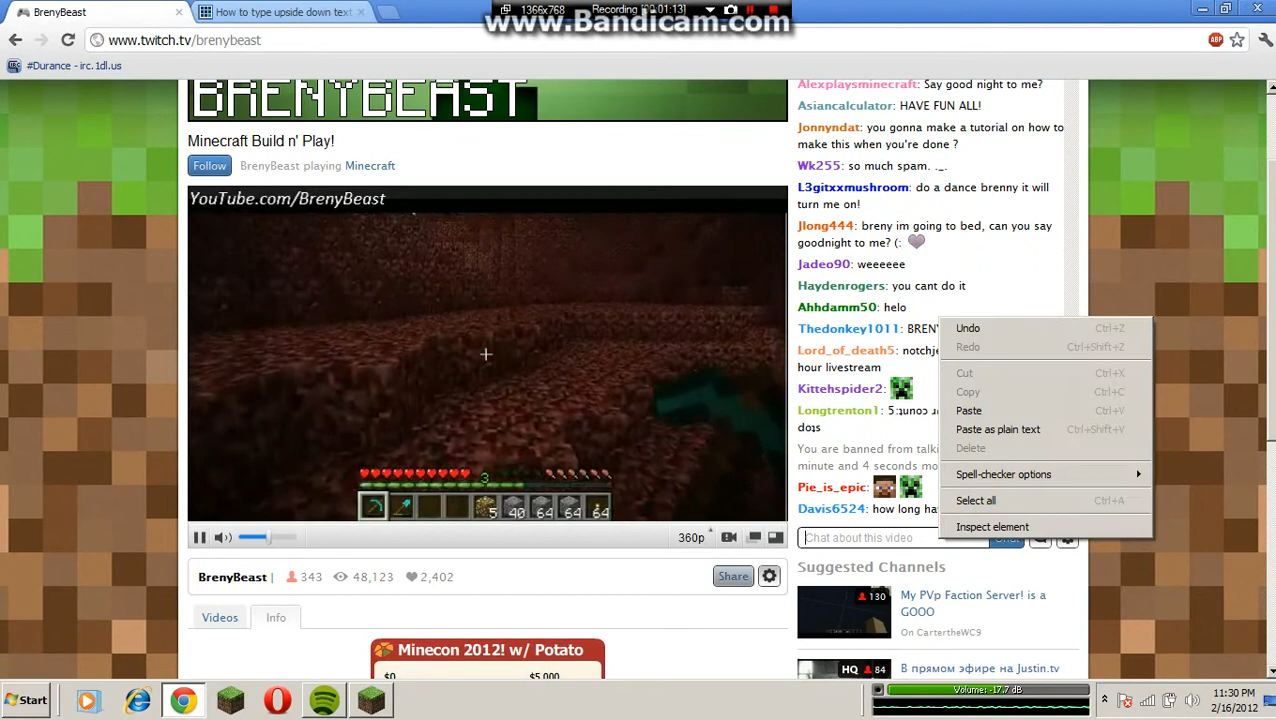 BrenyBeast
How to type upside down text
1366x768
Recording [00:01:13]
www.Bandicam.com
www.twitch.tv/brenybeast
ABP
#Durance - irc.1dl.us
BRENYBEAST
Minecraft Build n' Play!
Follow
BrenyBeast playing Minecraft
YouTube.com/BrenyBeast
3
5 40 64 64 64
360p
BrenyBeast | 343 48,123 2,402
Share
Videos
Info
Minecon 2012! w/ Potato
$0 $5,000
Alexplaysminecraft: Say good night to me?
Asiancalculator: HAVE FUN ALL!
Jonnyndat: you gonna make a tutorial on how to
make this when you're done ?
Wk255: so much spam. ._.
L3gitxxmushroom: do a dance brenny it will
turn me on!
Jlong444: breny im going to bed, can you say
goodnight to me? (:
Jadeo90: weeeeee
Haydenrogers: you cant do it
Ahhdamm50: helo
Thedonkey1011: BREN
Lord_of_death5: notch
hour livestream
Kittehspider2:
Longtrenton1:
You are banned from talki
minute and 4 seconds mo
Pie_is_epic:
Davis6524: how long ha
Chat about this video
Chat
Undo Ctrl+Z
Redo Ctrl+Shift+Z
Cut Ctrl+X
Copy Ctrl+C
Paste Ctrl+V
Paste as plain text Ctrl+Shift+V
Delete
Spell-checker options
Select all Ctrl+A
Inspect element
Suggested Channels
130
My PVp Faction Server! is a
GOOO
On CartertheWC9
HQ 84
В прямом эфире на Justin.tv
Start
Volume: -17.7 dB
11:30 PM
2/16/2012